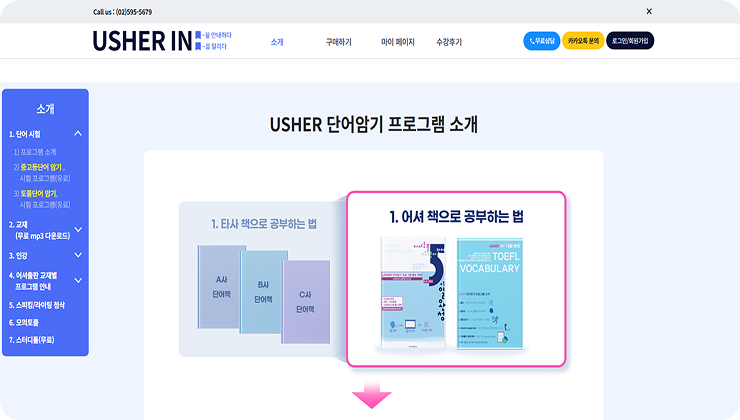 Call us : (02)595-5679
X
USHER IN
~을 안내하다
~을 알리다
소개
구매하기
마이 페이지
수강후기
무료상담
카카오톡 문의
로그인/회원가입
소개
1. 단어 시험
1) 프로그램 소개
2) 중고등단어 암기,
시험 프로그램(유료)
3) 토플단어 암기,
시험 프로그램(유료)
2. 교재
(무료 mp3 다운로드)
3. 인강
4. 어셔출판 교재별
프로그램 안내
5. 스피킹/라이팅 첨삭
6. 모의토플
7. 스터디룸(무료)
USHER 단어암기 프로그램 소개
1. 타사 책으로 공부하는 법
A사
단어책
B사
단어책
C사
단어책
1. 어셔 책으로 공부하는 법
5
TOEFL
VOCABULARY